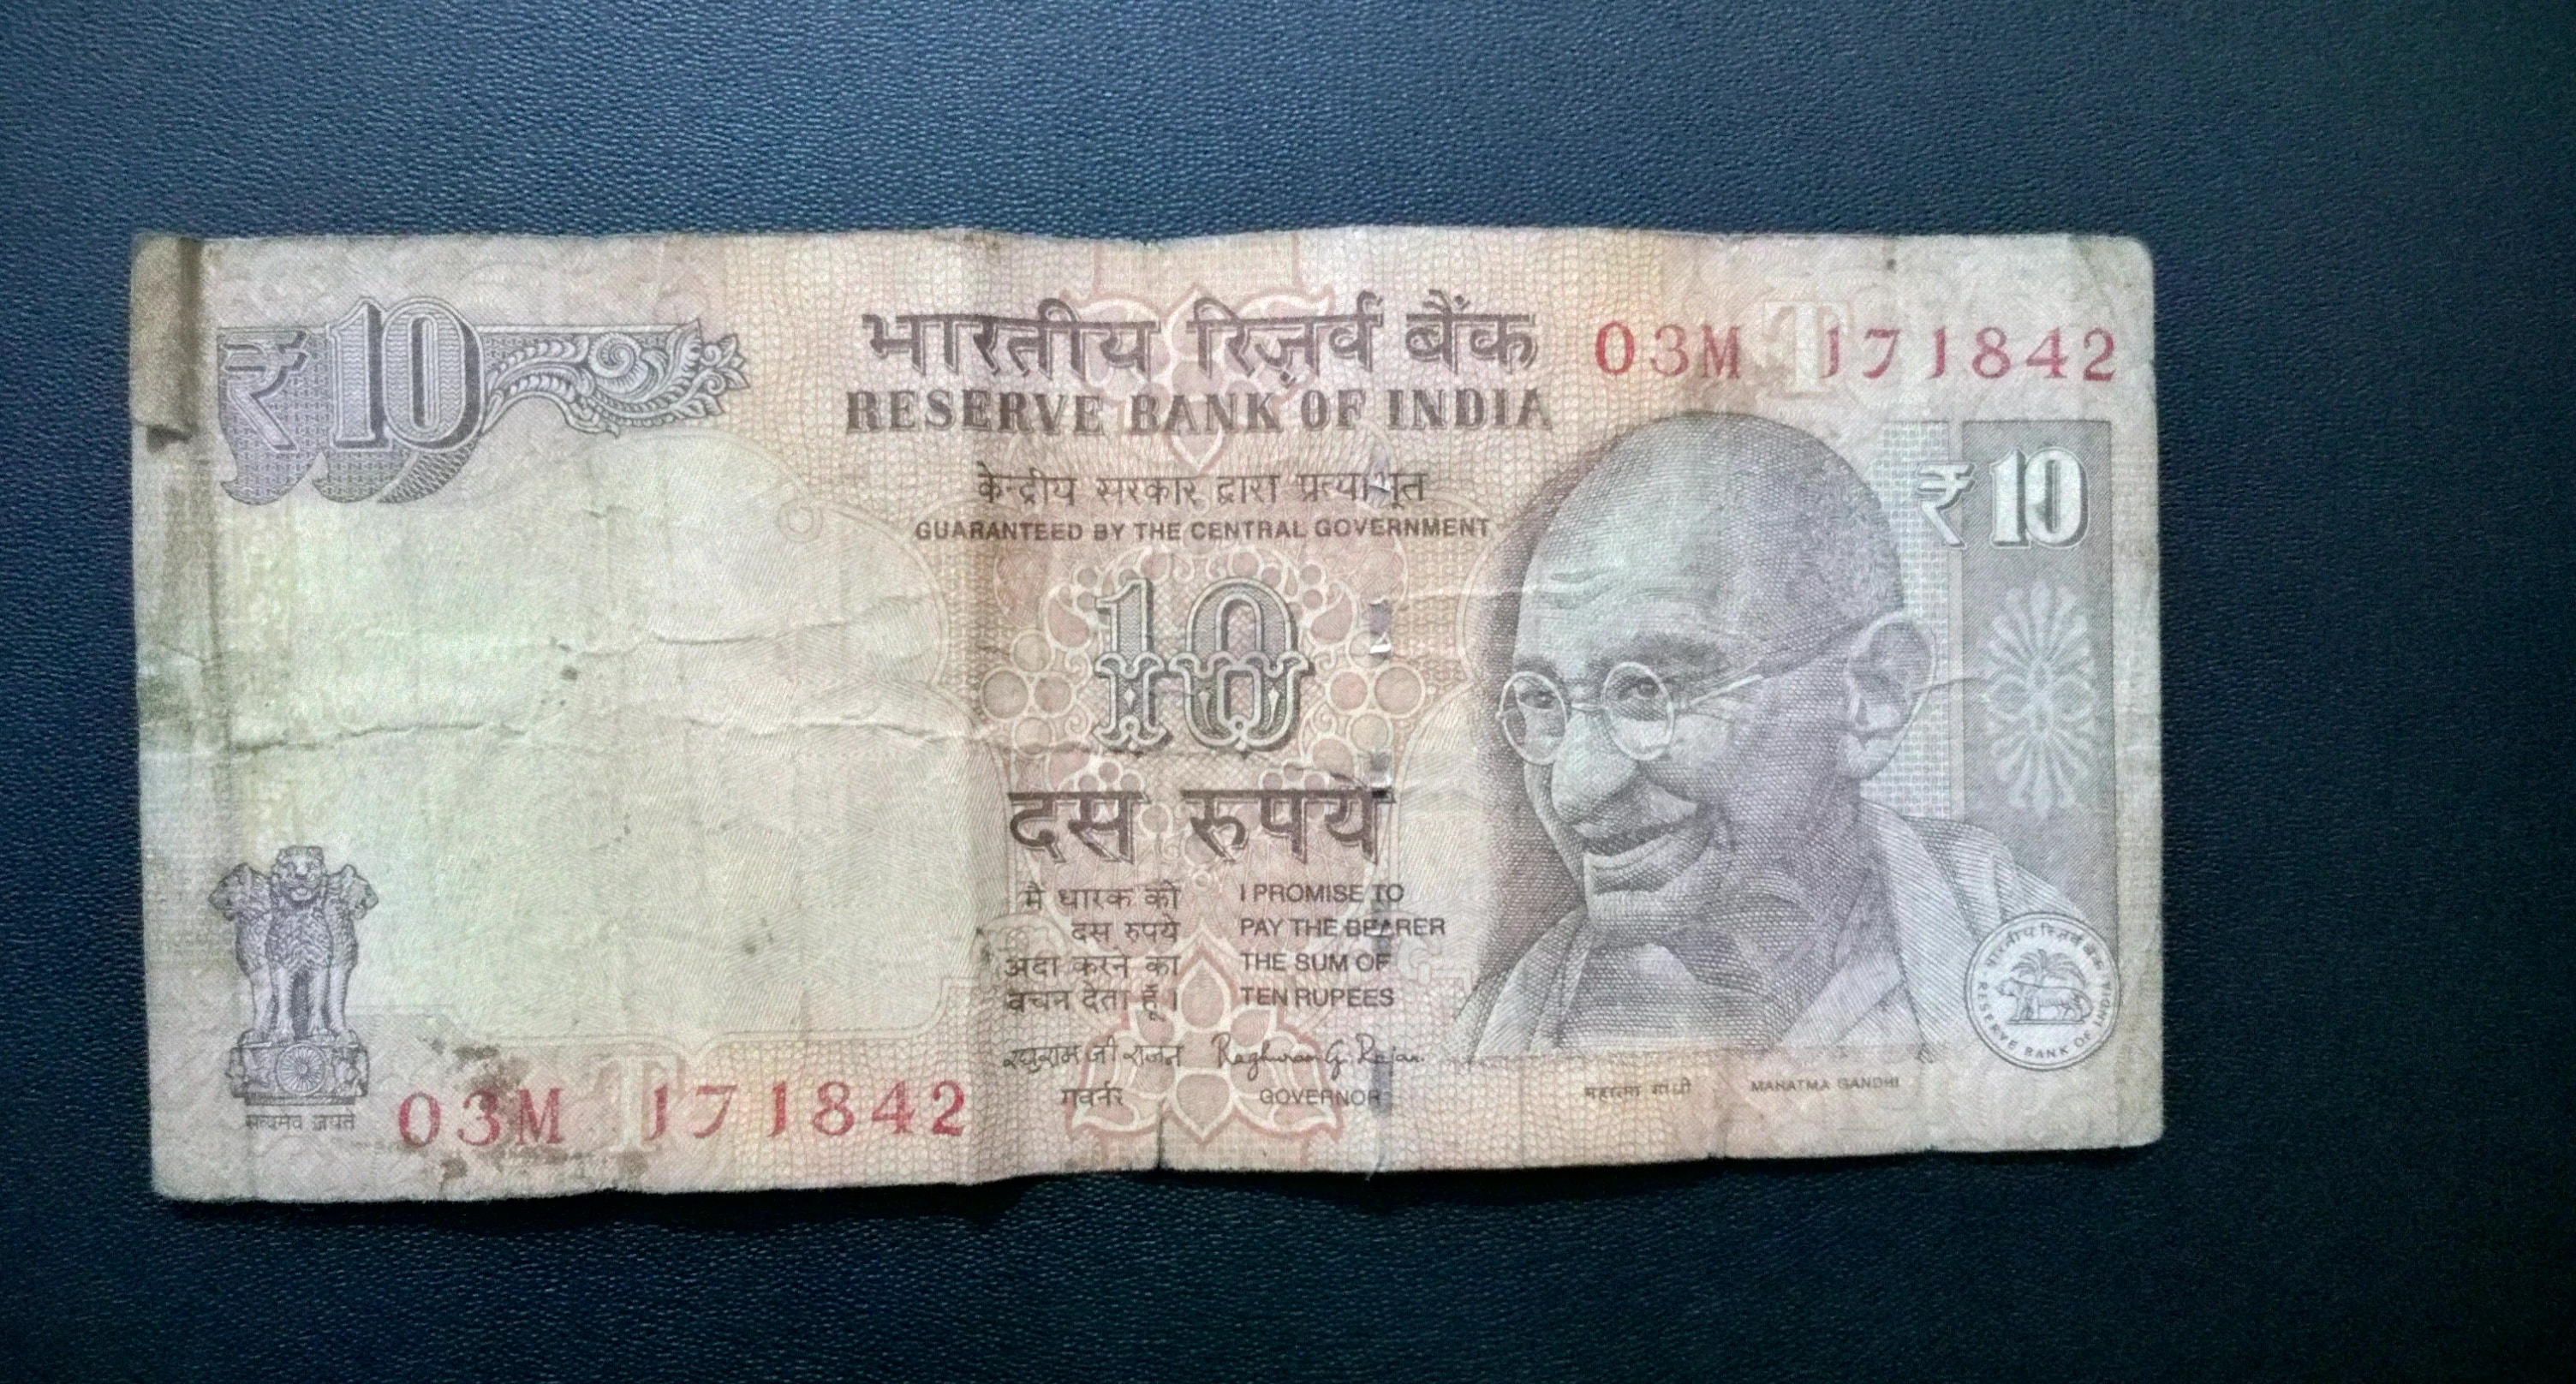 ₹10
भारतीय रिज़र्व बैंक
RESERVE BANK OF INDIA
03M 171842
केन्द्रीय सरकार द्वारा प्रत्याभूत
GUARANTEED BY THE CENTRAL GOVERNMENT
₹10
10
दस रुपये
मैं धारक को
दस रुपये
अदा करने का
वचन देता हूँ ।
I PROMISE TO
PAY THE BEARER
THE SUM OF
TEN RUPEES
रघुराम जी राजन Raghuram G. Rajan
गवर्नर GOVERNOR
सत्यमेव जयते
03M 171842
महात्मा गांधी MAHATMA GANDHI
भारतीय रिज़र्व बैंक
RESERVE BANK OF INDIA